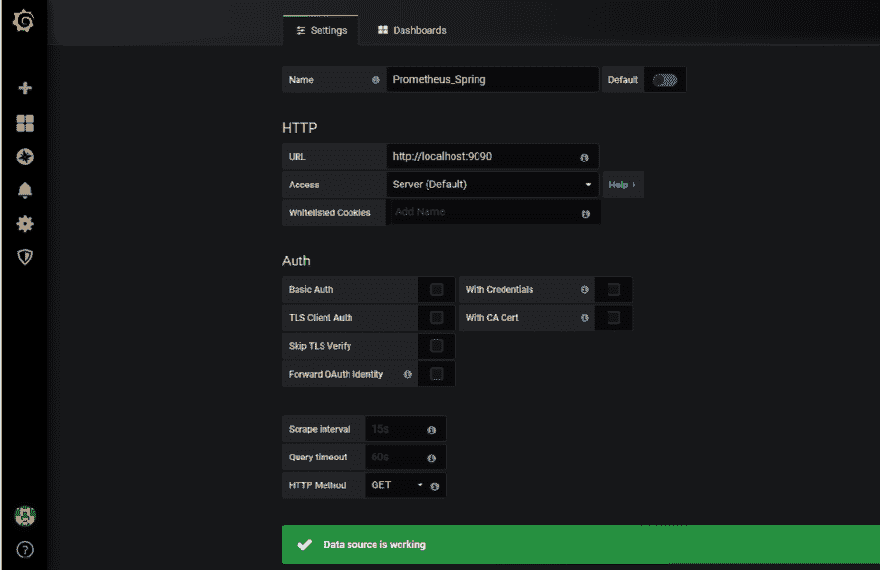 Settings Dashboards
Name Prometheus_Spring Default
HTTP
URL http://localhost:9090
Access Server (Default) Help ›
Whitelisted Cookies Add Name
Auth
Basic Auth With Credentials
TLS Client Auth With CA Cert
Skip TLS Verify
Forward OAuth Identity
Scrape interval 15s
Query timeout 60s
HTTP Method GET
Data source is working